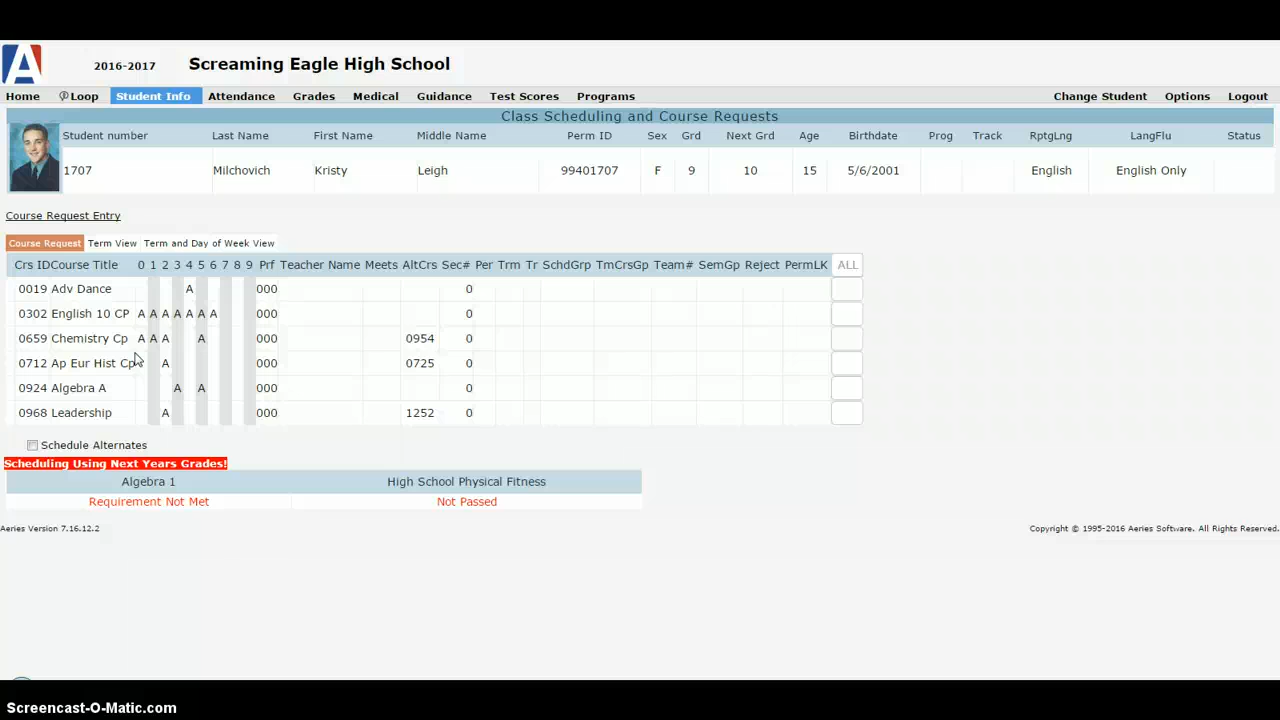 A
2016-2017 Screaming Eagle High School
Home Loop Student Info Attendance Grades Medical Guidance Test Scores Programs Change Student Options Logout
Class Scheduling and Course Requests
Student number Last Name First Name Middle Name Perm ID Sex Grd Next Grd Age Birthdate Prog Track RptgLng LangFlu Status
1707 Milchovich Kristy Leigh 99401707 F 9 10 15 5/6/2001 English English Only
Course Request Entry
Course Request Term View Term and Day of Week View
Crs ID Course Title 0 1 2 3 4 5 6 7 8 9 Prf Teacher Name Meets AltCrs Sec# Per Trm Tr SchdGrp TmCrsGp Team# SemGp Reject PermLK ALL
0019 Adv Dance A 000 0
0302 English 10 CP A A A A A A A 000 0
0659 Chemistry Cp A A A A 000 0954 0
0712 Ap Eur Hist Cp A 000 0725 0
0924 Algebra A A A 000 0
0968 Leadership A 000 1252 0
Schedule Alternates
Scheduling Using Next Years Grades!
Algebra 1 High School Physical Fitness
Requirement Not Met Not Passed
Aeries Version 7.16.12.2 Copyright © 1995-2016 Aeries Software. All Rights Reserved.
Screencast-O-Matic.com